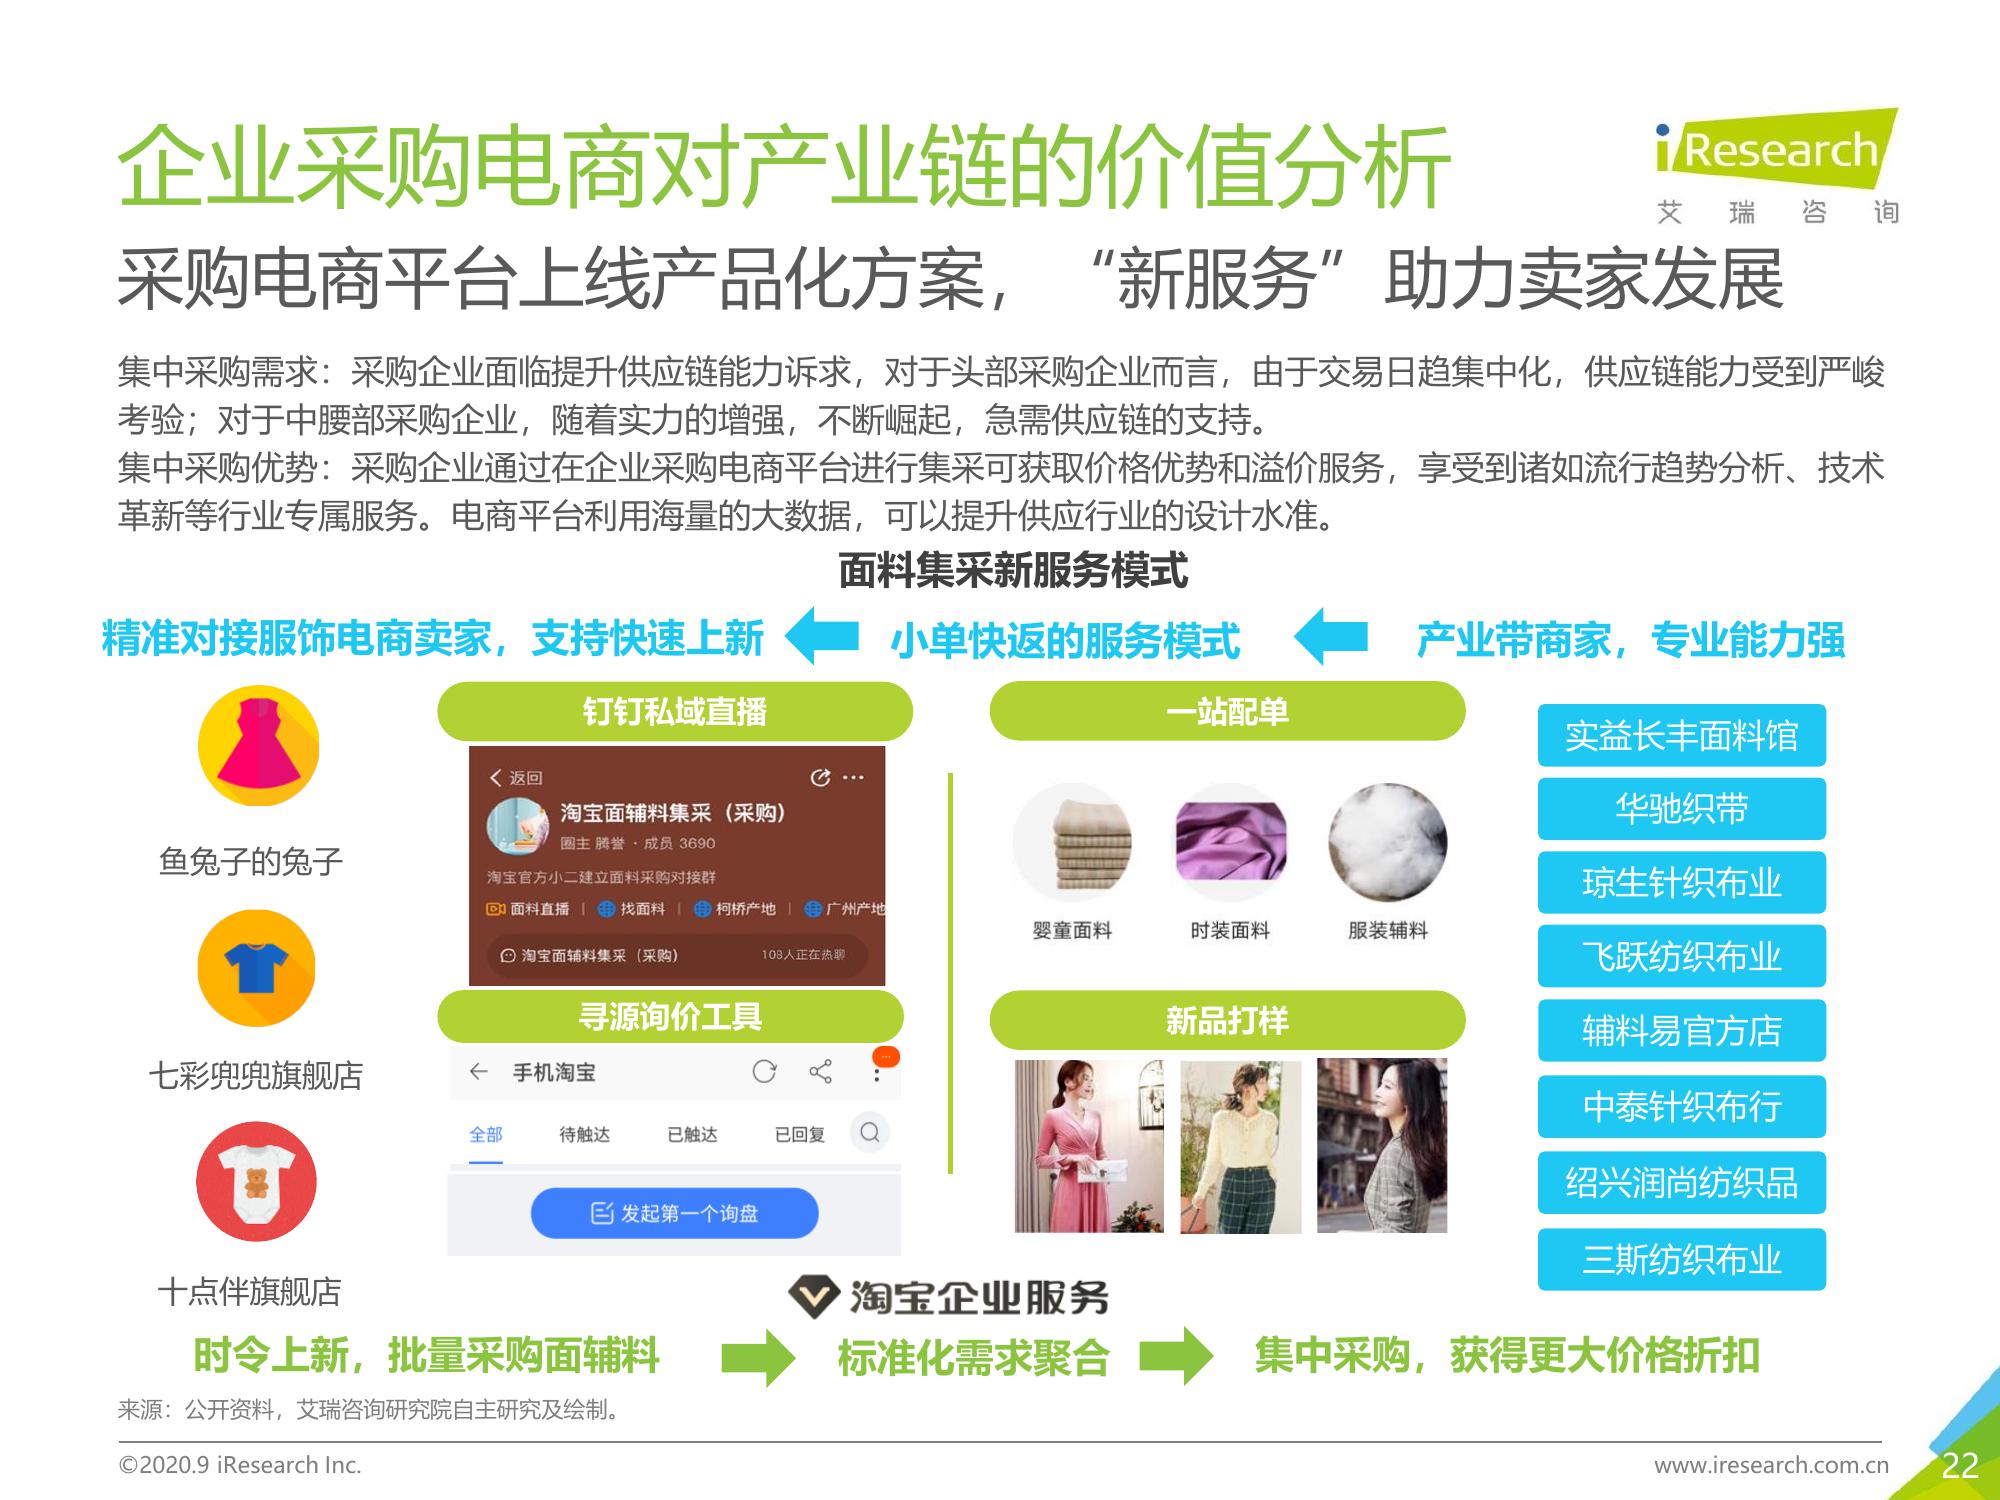 企业采购电商对产业链的价值分析
iResearch
艾瑞咨询
采购电商平台上线产品化方案，“新服务”助力卖家发展
集中采购需求：采购企业面临提升供应链能力诉求，对于头部采购企业而言，由于交易日趋集中化，供应链能力受到严峻
考验；对于中腰部采购企业，随着实力的增强，不断崛起，急需供应链的支持。
集中采购优势：采购企业通过在企业采购电商平台进行集采可获取价格优势和溢价服务，享受到诸如流行趋势分析、技术
革新等行业专属服务。电商平台利用海量的大数据，可以提升供应行业的设计水准。
面料集采新服务模式
精准对接服饰电商卖家，支持快速上新
小单快返的服务模式
产业带商家，专业能力强
鱼兔子的兔子
七彩兜兜旗舰店
十点伴旗舰店
钉钉私域直播
返回
淘宝面辅料集采（采购）
圈主 腾誉 · 成员 3690
淘宝官方小二建立面料采购对接群
面料直播 | 找面料 | 柯桥产地 | 广州产地
淘宝面辅料集采（采购）
108人正在热聊
寻源询价工具
手机淘宝
全部 待触达 已触达 已回复
发起第一个询盘
一站配单
婴童面料 时装面料 服装辅料
新品打样
实益长丰面料馆
华驰织带
琼生针织布业
飞跃纺织布业
辅料易官方店
中泰针织布行
绍兴润尚纺织品
三斯纺织布业
淘宝企业服务
时令上新，批量采购面辅料
标准化需求聚合
集中采购，获得更大价格折扣
来源：公开资料，艾瑞咨询研究院自主研究及绘制。
©2020.9 iResearch Inc.
www.iresearch.com.cn
22